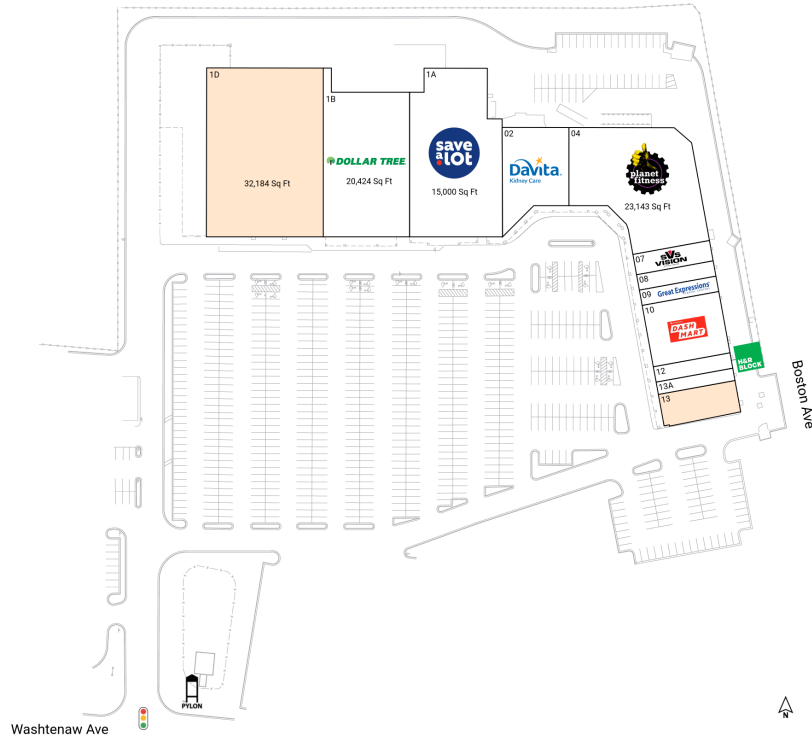 1D
1A
1B
02
04
save
a
lot
DOLLAR TREE
DaVita
Kidney Care
planet
fitness
32,184 Sq Ft
20,424 Sq Ft
15,000 Sq Ft
23,143 Sq Ft
07
SVS
VISION
08
09
Great Expressions
10
DASH
MART
H&R
BLOCK
12
13A
13
Boston Ave
PYLON
N
Washtenaw Ave